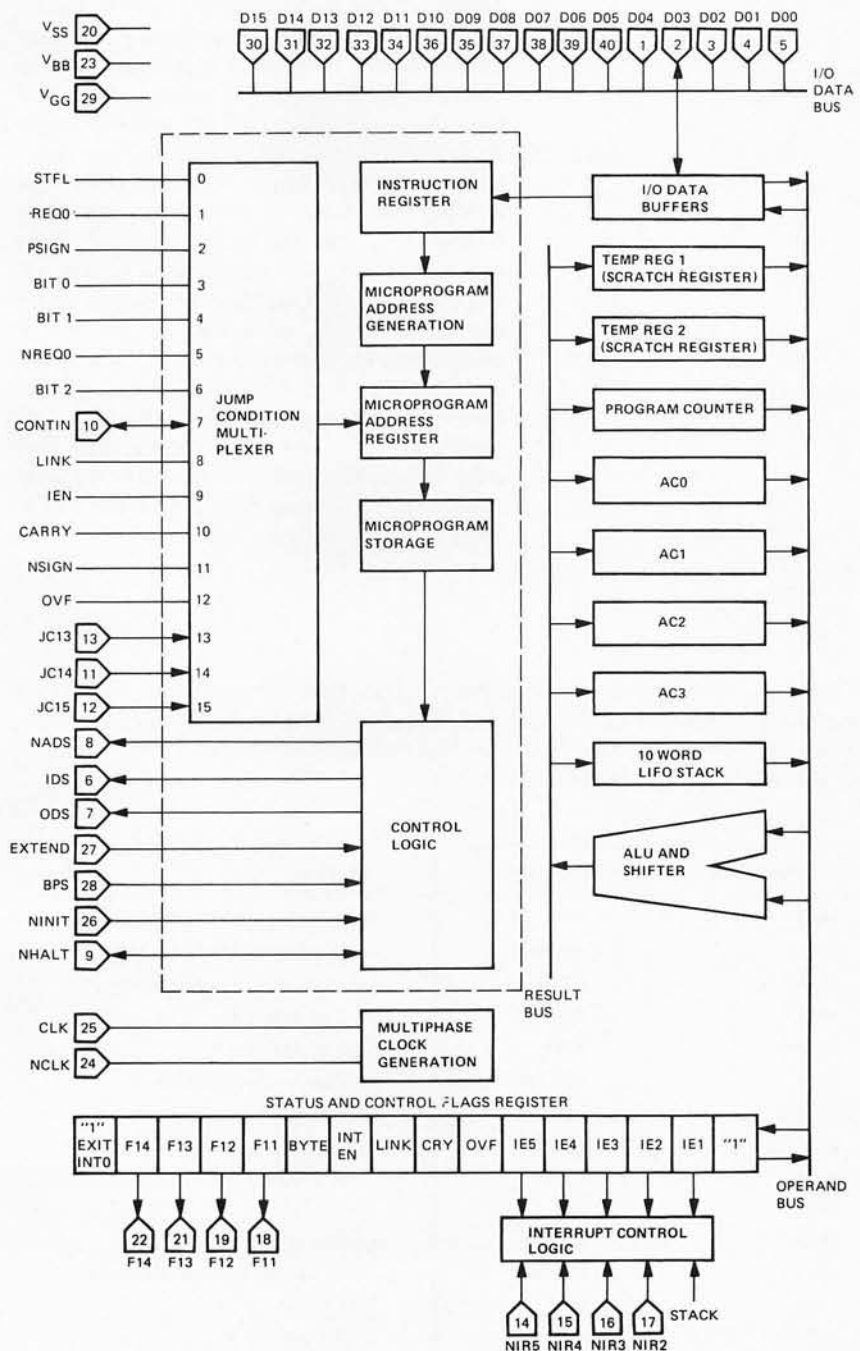 D15 D14 D13 D12 D11 D10 D09 D08 D07 D06 D05 D04 D03 D02 D01 D00
30 31 32 33 34 36 35 37 38 39 40 1 2 3 4 5
VSS 20
VBB 23
VGG 29
I/O
DATA
BUS
STFL 0
REQ0 1
PSIGN 2
BIT 0 3
BIT 1 4
NREQ0 5
BIT 2 6
CONTIN 10 7
LINK 8
IEN 9
CARRY 10
NSIGN 11
OVF 12
JC13 13 13
JC14 11 14
JC15 12 15
JUMP
CONDITION
MULTI-
PLEXER
NADS 8
IDS 6
ODS 7
EXTEND 27
BPS 28
NINIT 26
NHALT 9
INSTRUCTION
REGISTER
MICROPROGRAM
ADDRESS
GENERATION
MICROPROGRAM
ADDRESS
REGISTER
MICROPROGRAM
STORAGE
CONTROL
LOGIC
I/O DATA
BUFFERS
TEMP REG 1
(SCRATCH REGISTER)
TEMP REG 2
(SCRATCH REGISTER)
PROGRAM COUNTER
AC0
AC1
AC2
AC3
10 WORD
LIFO STACK
ALU AND
SHIFTER
RESULT
BUS
CLK 25
NCLK 24
MULTIPHASE
CLOCK
GENERATION
STATUS AND CONTROL FLAGS REGISTER
"1"
EXIT
INT0
F14 F13 F12 F11 BYTE
INT
EN
LINK CRY OVF IE5 IE4 IE3 IE2 IE1 "1"
OPERAND
BUS
22 21 19 18
F14 F13 F12 F11
INTERRUPT CONTROL
LOGIC
14 15 16 17 STACK
NIR5 NIR4 NIR3 NIR2